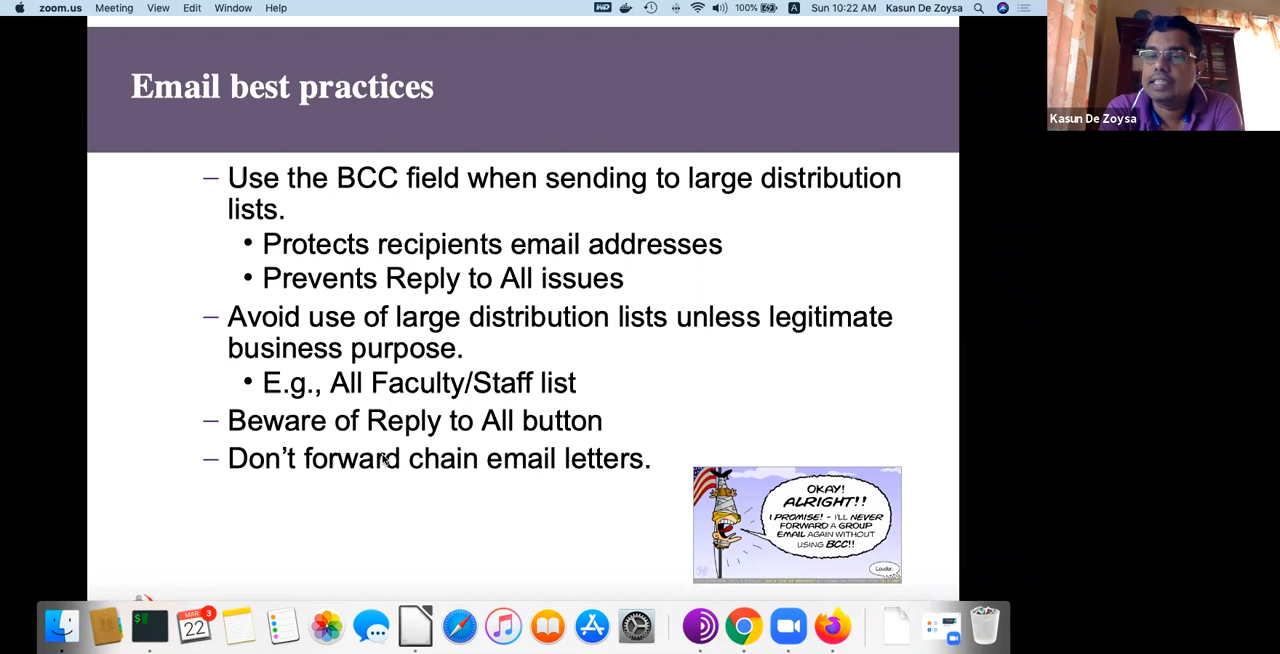 zoom.us Meeting View Edit Window Help
100% A Sun 10:22 AM Kasun De Zoysa
Email best practices
Kasun De Zoysa
– Use the BCC field when sending to large distribution
lists.
• Protects recipients email addresses
• Prevents Reply to All issues
– Avoid use of large distribution lists unless legitimate
business purpose.
• E.g., All Faculty/Staff list
– Beware of Reply to All button
– Don’t forward chain email letters.
OKAY!
ALRIGHT!!
I PROMISE! - I'LL NEVER
FORWARD A GROUP
EMAIL AGAIN WITHOUT
USING BCC!!
Louder.
MAR 3
22